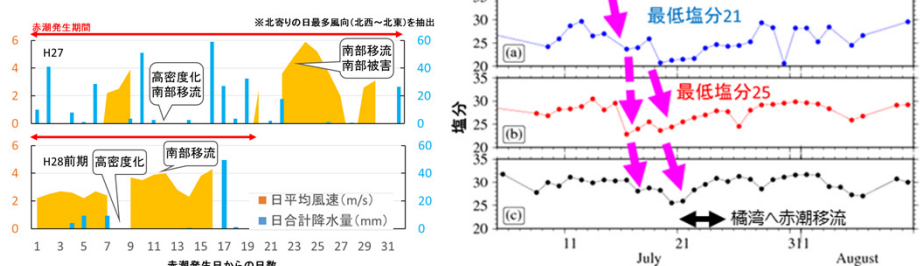 ※北寄りの日最多風向(北西～北東)を抽出
赤潮発生期間
6
4
2
0
H27
高密度化
南部移流
南部移流
南部被害
60
40
20
0
6
4
2
0
H28前期
高密度化
南部移流
日平均風速(m/s)
日合計降水量(mm)
60
40
20
0
1 3 5 7 9 11 13 15 17 19 21 23 25 27 29 31
赤潮発生日からの日数
塩分
35
30
25
20
(a)
最低塩分21
35
30
25
20
(b)
最低塩分25
35
30
25
20
(c)
橘湾へ赤潮移流
11 21 31
July August